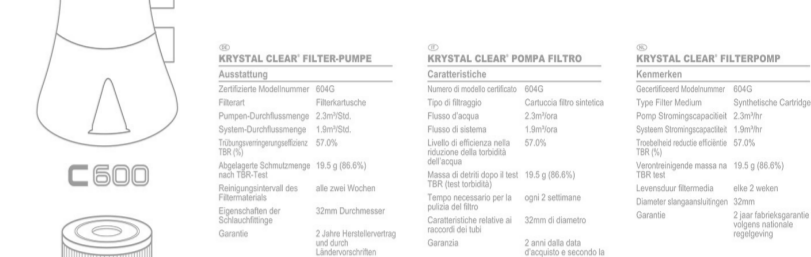 C600
DE
KRYSTAL CLEAR® FILTER-PUMPE
Ausstattung
Zertifizierte Modelnummer 604G
Filterart Filterkartusche
Pumpen-Durchflussmenge 2.3m³/Std.
System-Durchflussmenge 1.9m³/Std.
Trübungsverringerungseffizienz 57.0%
TBR (%)
Abgelagerte Schmutzmenge 19.5 g (86.6%)
nach TBR-Test
Reinigungsintervall des alle zwei Wochen
Filtermaterials
Eigenschaften der 32mm Durchmesser
Schlauchfittinge
Garantie 2 Jahre Herstellervertrag
und durch
Ländervorschriften
IT
KRYSTAL CLEAR® POMPA FILTRO
Caratteristiche
Numero di modello certificato 604G
Tipo di filtraggio Cartuccia filtro sintetica
Flusso d'acqua 2.3m³/ora
Flusso di sistema 1.9m³/ora
Livello di efficienza nella 57.0%
riduzione della torbidità
dell'acqua
Massa di detriti dopo il test 19.5 g (86.6%)
TBR (test torbidità)
Tempo necessario per la ogni 2 settimane
pulizia del filtro
Caratteristiche relative ai 32mm di diametro
raccordi dei tubi
Garanzia 2 anni dalla data
d'acquisto e secondo la
NL
KRYSTAL CLEAR® FILTERPOMP
Kenmerken
Gecertificeerd Modelnummer 604G
Type Filter Medium Synthetische Cartridge
Pomp Stromingscapacitieit 2.3m³/hr
Systeem Stromingscapacitieit 1.9m³/hr
Troebelheid reductie efficiëntie 57.0%
TBR (%)
Verontreinigende massa na 19.5 g (86.6%)
TBR test
Levensduur filtermedia elke 2 weken
Diameter slangaansluitingen 32mm
Garantie 2 jaar fabrieksgarantie
volgens nationale
regelgeving